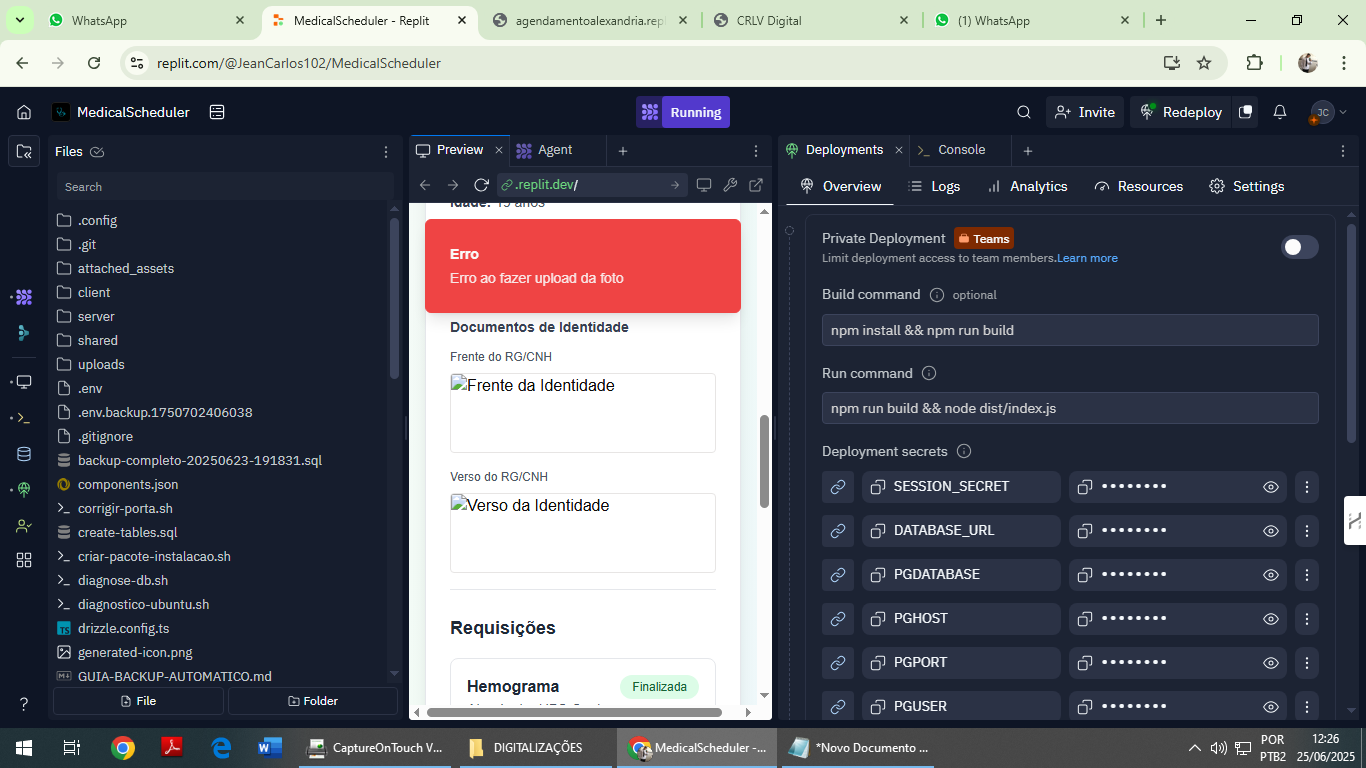 WhatsApp
MedicalScheduler - Replit
agendamentoalexandria.repl
CRLV Digital
(1) WhatsApp
replit.com/@JeanCarlos102/MedicalScheduler
MedicalScheduler
Running
Invite
Redeploy
JC
Files
Search
.config
.git
attached_assets
client
server
shared
uploads
.env
.env.backup.1750702406038
.gitignore
backup-completo-20250623-191831.sql
components.json
corrigir-porta.sh
create-tables.sql
criar-pacote-instalacao.sh
diagnose-db.sh
diagnostico-ubuntu.sh
drizzle.config.ts
generated-icon.png
GUIA-BACKUP-AUTOMATICO.md
File
Folder
Preview
Agent
.replit.dev/
Idade: 19 anos
Erro
Erro ao fazer upload da foto
Documentos de Identidade
Frente do RG/CNH
Frente da Identidade
Verso do RG/CNH
Verso da Identidade
Requisições
Hemograma
Finalizada
Deployments
Console
Overview
Logs
Analytics
Resources
Settings
Private Deployment
Teams
Limit deployment access to team members.Learn more
Build command
optional
npm install && npm run build
Run command
npm run build && node dist/index.js
Deployment secrets
SESSION_SECRET
••••••••
DATABASE_URL
••••••••
PGDATABASE
••••••••
PGHOST
••••••••
PGPORT
••••••••
PGUSER
••••••••
CaptureOnTouch V...
DIGITALIZAÇÕES
MedicalScheduler -...
*Novo Documento ...
POR
PTB2
12:26
25/06/2025